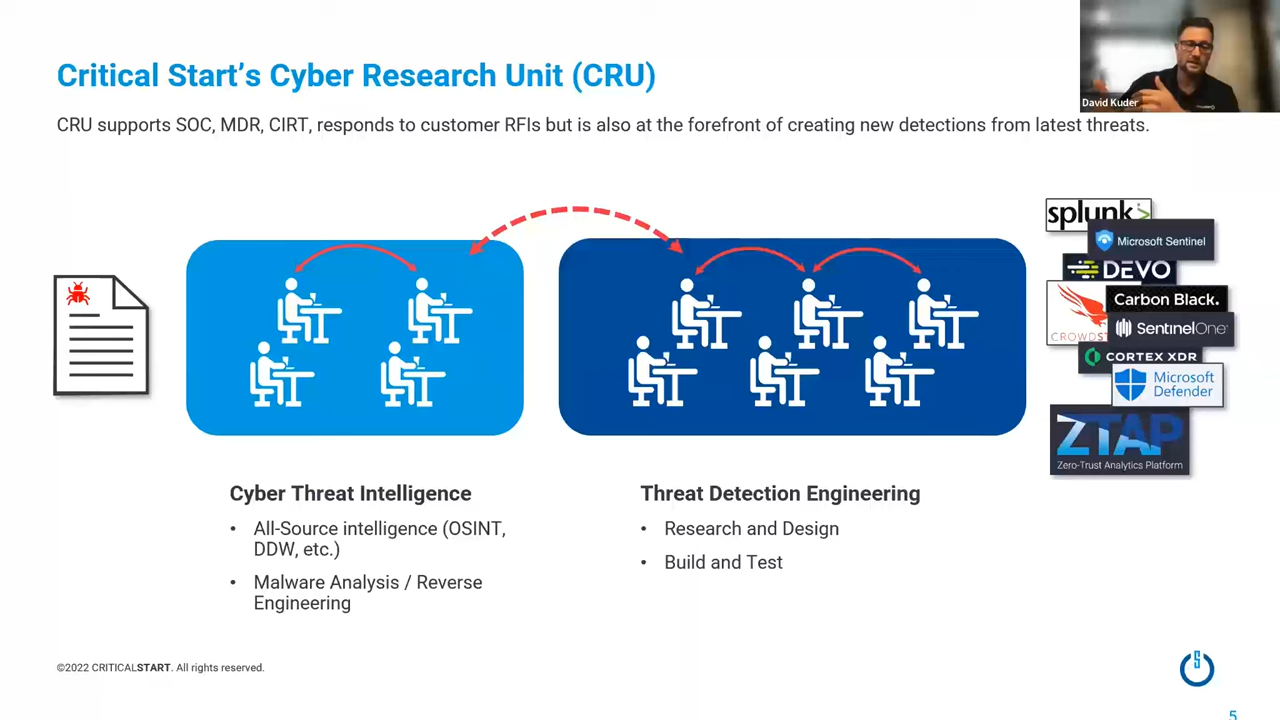 Critical Start’s Cyber Research Unit (CRU)
David Kuder
CRU supports SOC, MDR, CIRT, responds to customer RFIs but is also at the forefront of creating new detections from latest threats.
splunk>
Microsoft Sentinel
DEVO
Carbon Black.
CROWDST
SentinelOne
CORTEX XDR
Microsoft
Defender
ZTAP
Zero-Trust Analytics Platform
Cyber Threat Intelligence
• All-Source intelligence (OSINT,
DDW, etc.)
• Malware Analysis / Reverse
Engineering
Threat Detection Engineering
• Research and Design
• Build and Test
©2022 CRITICALSTART. All rights reserved.
5